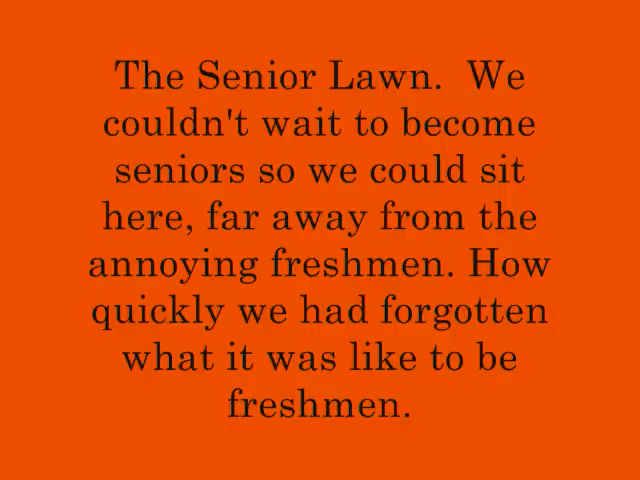 The Senior Lawn.  We
couldn't wait to become
seniors so we could sit
here, far away from the
annoying freshmen. How
quickly we had forgotten
what it was like to be
freshmen.